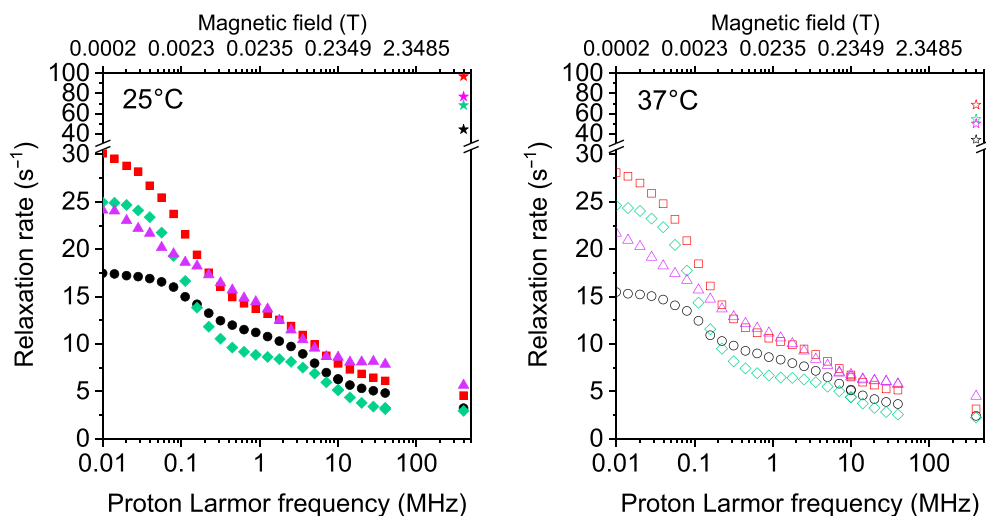 Magnetic field (T)
0.0002 0.0023 0.0235 0.2349 2.3485
100
80
60
40
30
25
20
15
10
5
0
25°C
Relaxation rate (s⁻¹)
0.01 0.1 1 10 100
Proton Larmor frequency (MHz)
Magnetic field (T)
0.0002 0.0023 0.0235 0.2349 2.3485
100
80
60
40
30
25
20
15
10
5
0
37°C
Relaxation rate (s⁻¹)
0.01 0.1 1 10 100
Proton Larmor frequency (MHz)